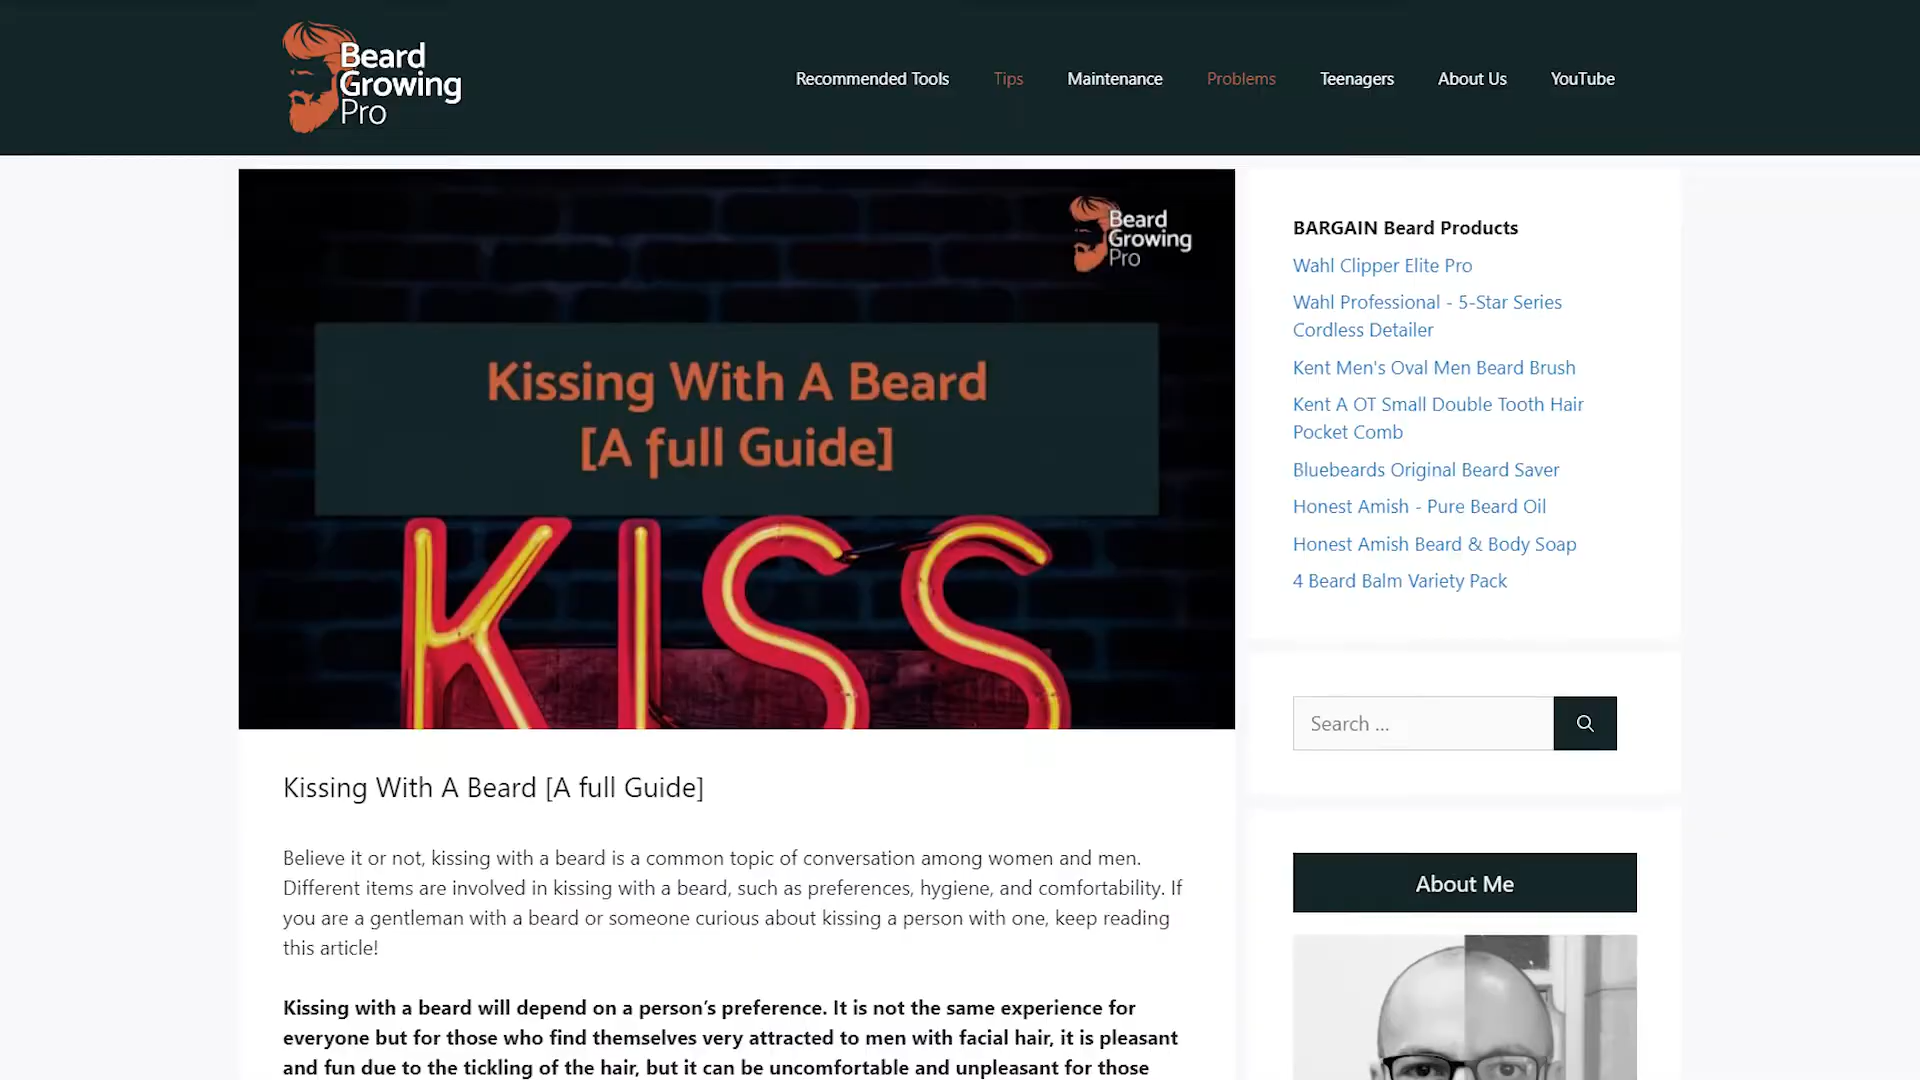 Beard
Growing
Pro
Recommended Tools
Tips
Maintenance
Problems
Teenagers
About Us
YouTube
Beard
Growing
Pro
Kissing With A Beard
[A full Guide]
KISS
Kissing With A Beard [A full Guide]
Believe it or not, kissing with a beard is a common topic of conversation among women and men.
Different items are involved in kissing with a beard, such as preferences, hygiene, and comfortability. If
you are a gentleman with a beard or someone curious about kissing a person with one, keep reading
this article!
Kissing with a beard will depend on a person’s preference. It is not the same experience for
everyone but for those who find themselves very attracted to men with facial hair, it is pleasant
and fun due to the tickling of the hair, but it can be uncomfortable and unpleasant for those
BARGAIN Beard Products
Wahl Clipper Elite Pro
Wahl Professional - 5-Star Series
Cordless Detailer
Kent Men's Oval Men Beard Brush
Kent A OT Small Double Tooth Hair
Pocket Comb
Bluebeards Original Beard Saver
Honest Amish - Pure Beard Oil
Honest Amish Beard & Body Soap
4 Beard Balm Variety Pack
Search ...
About Me